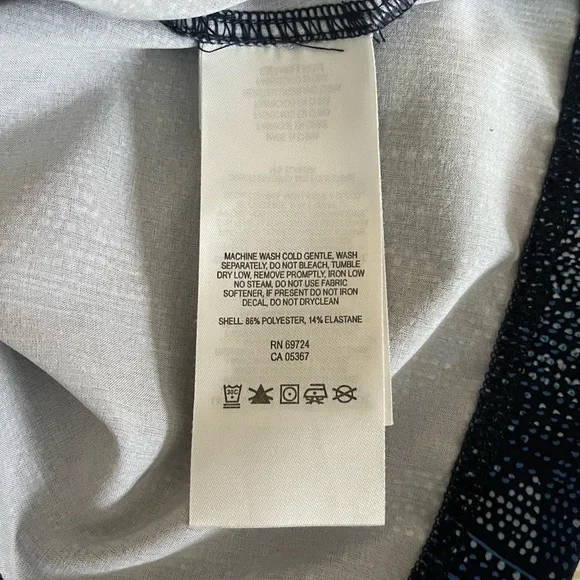 MACHINE WASH COLD GENTLE, WASH
SEPARATELY, DO NOT BLEACH, TUMBLE
DRY LOW, REMOVE PROMPTLY, IRON LOW
NO STEAM, DO NOT USE FABRIC
SOFTENER, IF PRESENT DO NOT IRON
DECAL, DO NOT DRYCLEAN
SHELL: 86% POLYESTER, 14% ELASTANE
RN 69724
CA 05367
30C